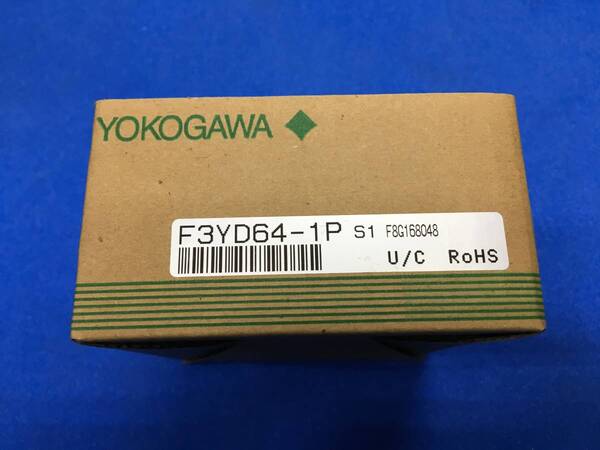 YOKOGAWA
F3YD64-1P S1 F8G168048
U/C RoHS